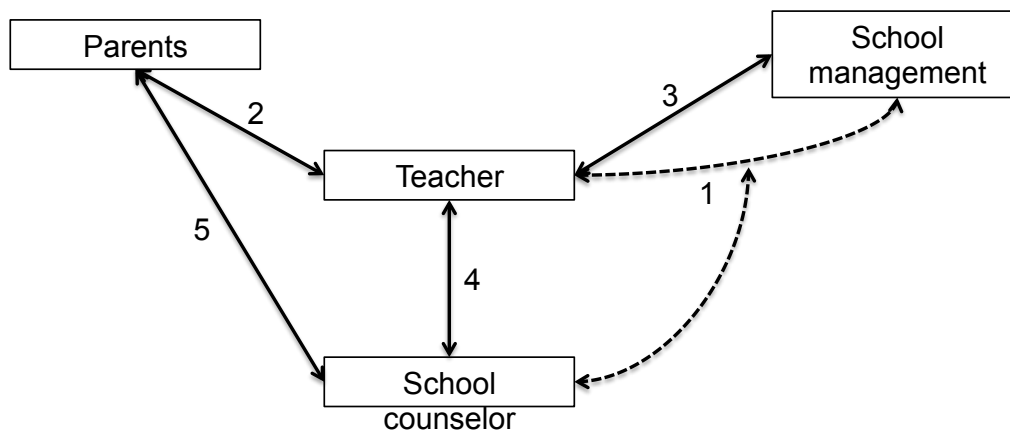 Parents
School
management
2
3
Teacher
1
5
4
School
counselor